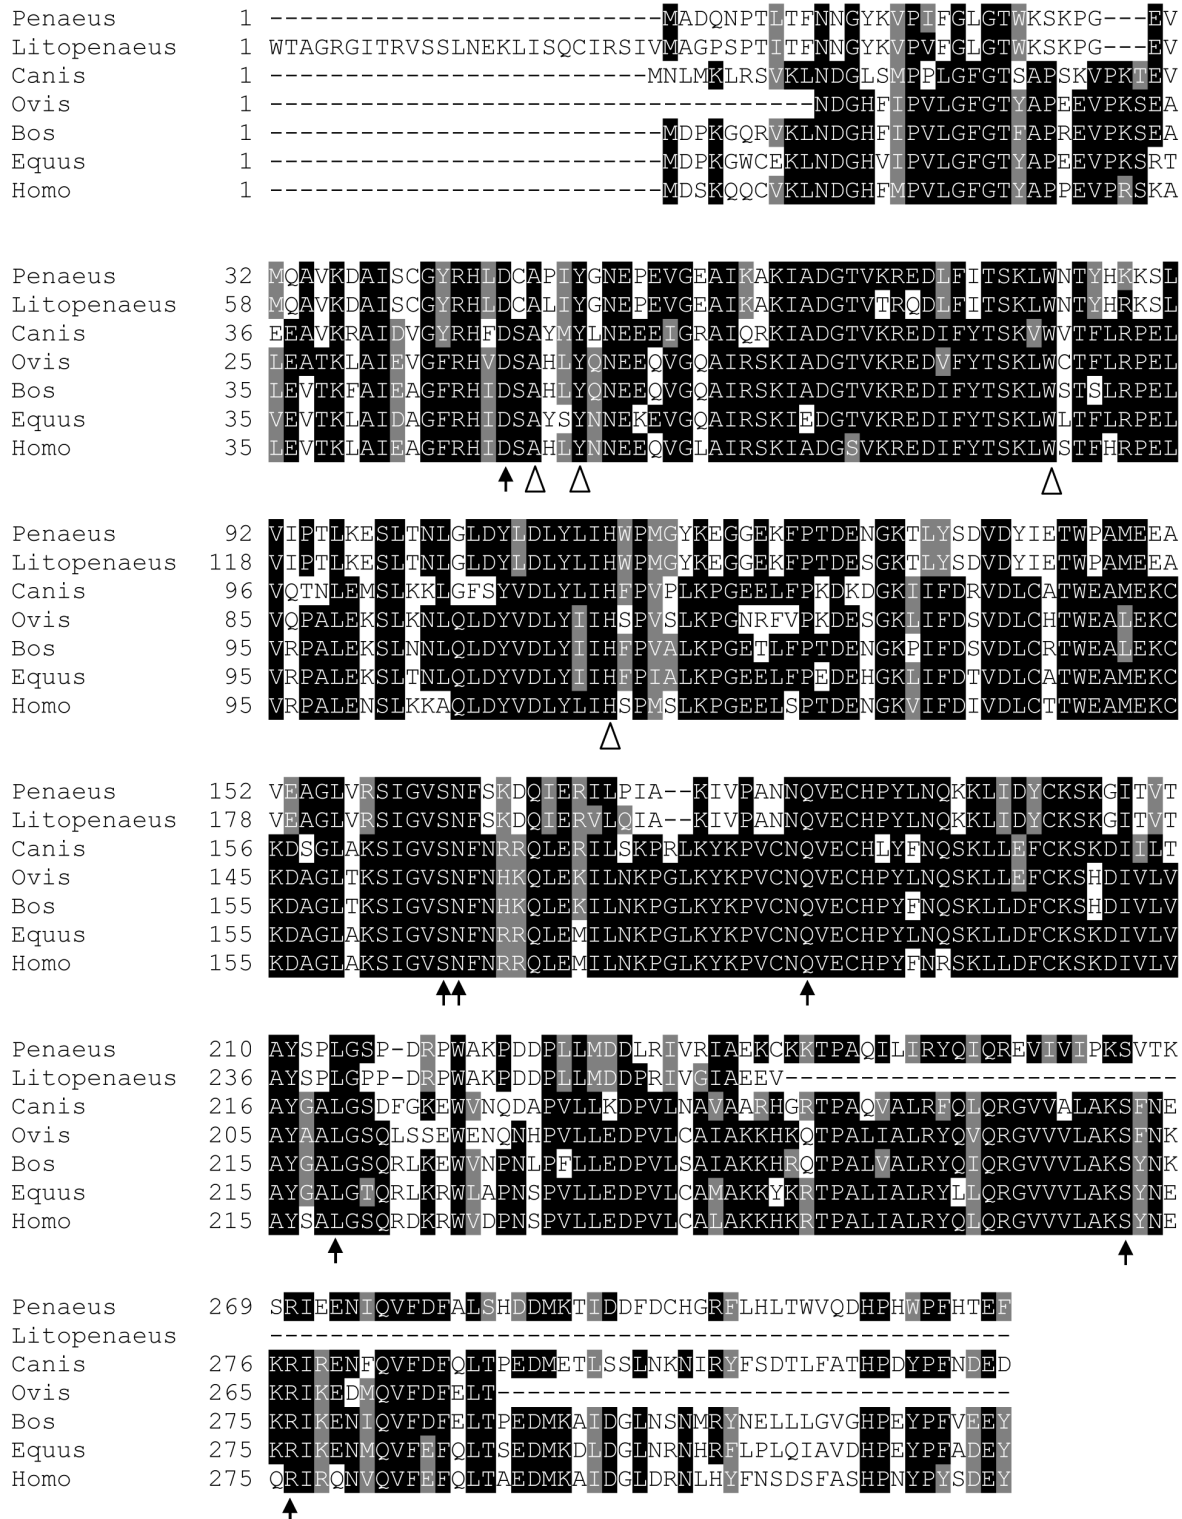 Penaeus 1 --------------------------MADQNPTLTFNNGYKVPIFGLGTWKSKPG---EV
Litopenaeus 1 WTAGRGITRVSSLNEKLISQCIRSIVMAGPSPTITFNNGYKVPVFGLGTWKSKPG---EV
Canis 1 -------------------------MNLMKLRSVKLNDGLSMPPLGFGTSAPSKVPKTEV
Ovis 1 ------------------------------------NDGHFIPVLGFGTYAPEEVPKSEA
Bos 1 --------------------------MDPKGQRVKLNDGHFIPVLGFGTFAPREVPKSEA
Equus 1 --------------------------MDPKGWCEKLNDGHVIPVLGFGTYAPEEVPKSRT
Homo 1 --------------------------MDSKQQCVKLNDGHFMPVLGFGTYAPPEVPRSKA
Penaeus 32 MQAVKDAISCGYRHLDCAPIYGNEPEVGEAIKAKIADGTVKREDLFITSKLWNTYHKKSL
Litopenaeus 58 MQAVKDAISCGYRHLDCALIYGNEPEVGEAIKAKIADGTVTRQDLFITSKLWNTYHRKSL
Canis 36 EEAVKRAIDVGYRHFDSAYMYLNEEEIGRAIQRKIADGTVKREDIFYTSKVWVTFLRPEL
Ovis 25 LEATKLAIEVGFRHVDSAHLYQNEEQVGQAIRSKIADGTVKREDVFYTSKLWCTFLRPEL
Bos 35 LEVTKFAIEAGFRHIDSAHLYQNEEQVGQAIRSKIADGTVKREDIFYTSKLWSTSLRPEL
Equus 35 VEVTKLAIDAGFRHIDSAYSYNNEKEVGQAIRSKIEDGTVKREDIFYTSKLWLTFLRPEL
Homo 35 LEVTKLAIEAGFRHIDSAHLYNNEEQVGLAIRSKIADGSVKREDIFYTSKLWSTFHRPEL
Penaeus 92 VIPTLKESLTNLGLDYLDLYLIHWPMGYKEGGEKFPTDENGKTLYSDVDYIETWPAMEEA
Litopenaeus 118 VIPTLKESLTNLGLDYLDLYLIHWPMGYKEGGEKFPTDESGKTLYSDVDYIETWPAMEEA
Canis 96 VQTNLEMSLKKLGFSYVDLYLIHFPVPLKPGEELFPKDKDGKIIFDRVDLCATWEAMEKC
Ovis 85 VQPALEKSLKNLQLDYVDLYIIHSPVSLKPGNRFVPKDESGKLIFDSVDLCHTWEALEKC
Bos 95 VRPALEKSLNNLQLDYVDLYIIHFPVALKPGETLFPTDENGKPIFDSVDLCRTWEALEKC
Equus 95 VRPALEKSLTNLQLDYVDLYIIHFPIALKPGEELFPEDEHGKLIFDTVDLCATWEAMEKC
Homo 95 VRPALENSLKKAQLDYVDLYLIHSPMSLKPGEELSPTDENGKVIFDIVDLCTTWEAMEKC
Penaeus 152 VEAGLVRSIGVSNFSKDQIERILPIA--KIVPANNQVECHPYLNQKKLIDYCKSKGITVT
Litopenaeus 178 VEAGLVRSIGVSNFSKDQIERVLQIA--KIVPANNQVECHPYLNQKKLIDYCKSKGITVT
Canis 156 KDSGLAKSIGVSNFNRRQLERILSKPRLKYKPVCNQVECHLYFNQSKLLEFCKSKDIILT
Ovis 145 KDAGLTKSIGVSNFNHKQLEKILNKPGLKYKPVCNQVECHPYLNQSKLLEFCKSHDIVLV
Bos 155 KDAGLTKSIGVSNFNHKQLEKILNKPGLKYKPVCNQVECHPYFNQSKLLDFCKSHDIVLV
Equus 155 KDAGLAKSIGVSNFNRRQLEMILNKPGLKYKPVCNQVECHPYLNQSKLLDFCKSKDIVLV
Homo 155 KDAGLAKSIGVSNFNRRQLEMILNKPGLKYKPVCNQVECHPYFNRSKLLDFCKSKDIVLV
Penaeus 210 AYSPLGSP-DRPWAKPDDPLLMDDLRIVRIAEKCKKTPAQILIRYQIQREVIVIPKSVTK
Litopenaeus 236 AYSPLGPP-DRPWAKPDDPLLMDDPRIVGIAEEV--------------------------
Canis 216 AYGALGSDFGKEWVNQDAPVLLKDPVLNAVAARHGRTPAQVALRFQLQRGVVALAKSFNE
Ovis 205 AYAALGSQLSSEWENQNHPVLLEDPVLCAIAKKHKQTPALIALRYQVQRGVVVLAKSFNK
Bos 215 AYGALGSQRLKEWVNPNLPFLLEDPVLSAIAKKHRQTPALVALRYQIQRGVVVLAKSYNK
Equus 215 AYGALGTQRLKRWLAPNSPVLLEDPVLCAMAKKYKRTPALIALRYLLQRGVVVLAKSYNE
Homo 215 AYSALGSQRDKRWVDPNSPVLLEDPVLCALAKKHKRTPALIALRYQLQRGVVVLAKSYNE
Penaeus 269 SRIEENIQVFDFALSHDDMKTIDDFDCHGRFLHLTWVQDHPHWPFHTEF
Litopenaeus -------------------------------------------------
Canis 276 KRIRENFQVFDFQLTPEDMETLSSLNKNIRYFSDTLFATHPDYPFNDED
Ovis 265 KRIKEDMQVFDFELT----------------------------------
Bos 275 KRIKENIQVFDFELTPEDMKAIDGLNSNMRYNELLLGVGHPEYPFVEEY
Equus 275 KRIKENMQVFEFQLTSEDMKDLDGLNRNHRFLPLQIAVDHPEYPFADEY
Homo 275 QRIRQNVQVFEFQLTAEDMKAIDGLDRNLHYFNSDSFASHPNYPYSDEY